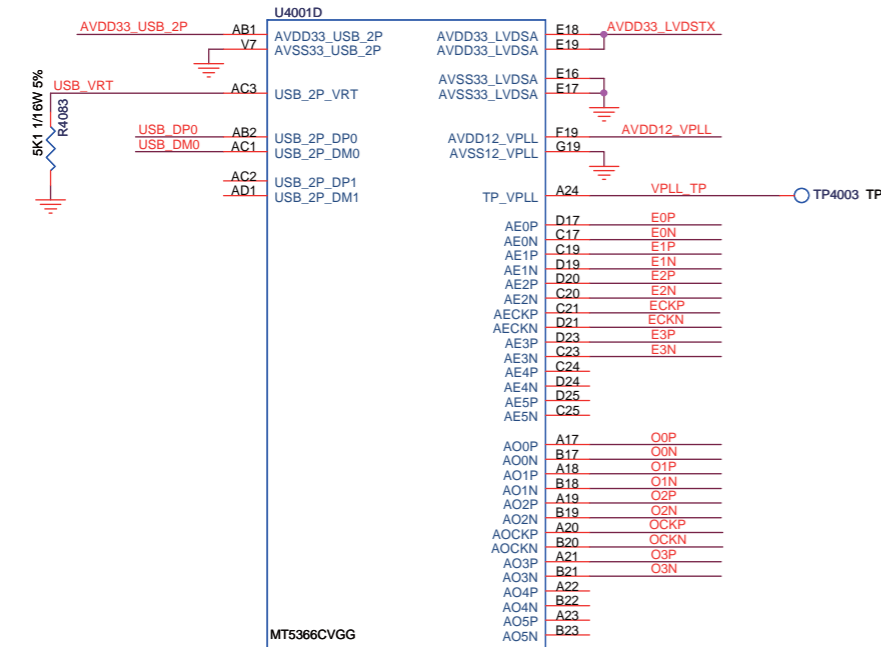 U4001D
AVDD33_USB_2P AB1 AVDD33_USB_2P AVDD33_LVDSA E18 AVDD33_LVDSTX
V7 AVSS33_USB_2P AVDD33_LVDSA E19
AVSS33_LVDSA E16
USB_VRT AC3 USB_2P_VRT AVSS33_LVDSA E17
5K1 1/16W 5%
R4083
USB_DP0 AB2 USB_2P_DP0 AVDD12_VPLL F19 AVDD12_VPLL
USB_DM0 AC1 USB_2P_DM0 AVSS12_VPLL G19
AC2 USB_2P_DP1
AD1 USB_2P_DM1 TP_VPLL A24 VPLL_TP TP4003 TP
AE0P D17 E0P
AE0N C17 E0N
AE1P C19 E1P
AE1N D19 E1N
AE2P D20 E2P
AE2N C20 E2N
AECKP C21 ECKP
AECKN D21 ECKN
AE3P D23 E3P
AE3N C23 E3N
AE4P C24
AE4N D24
AE5P D25
AE5N C25
AO0P A17 O0P
AO0N B17 O0N
AO1P A18 O1P
AO1N B18 O1N
AO2P A19 O2P
AO2N B19 O2N
AOCKP A20 OCKP
AOCKN B20 OCKN
AO3P A21 O3P
AO3N B21 O3N
AO4P A22
AO4N B22
AO5P A23
AO5N B23
MT5366CVGG